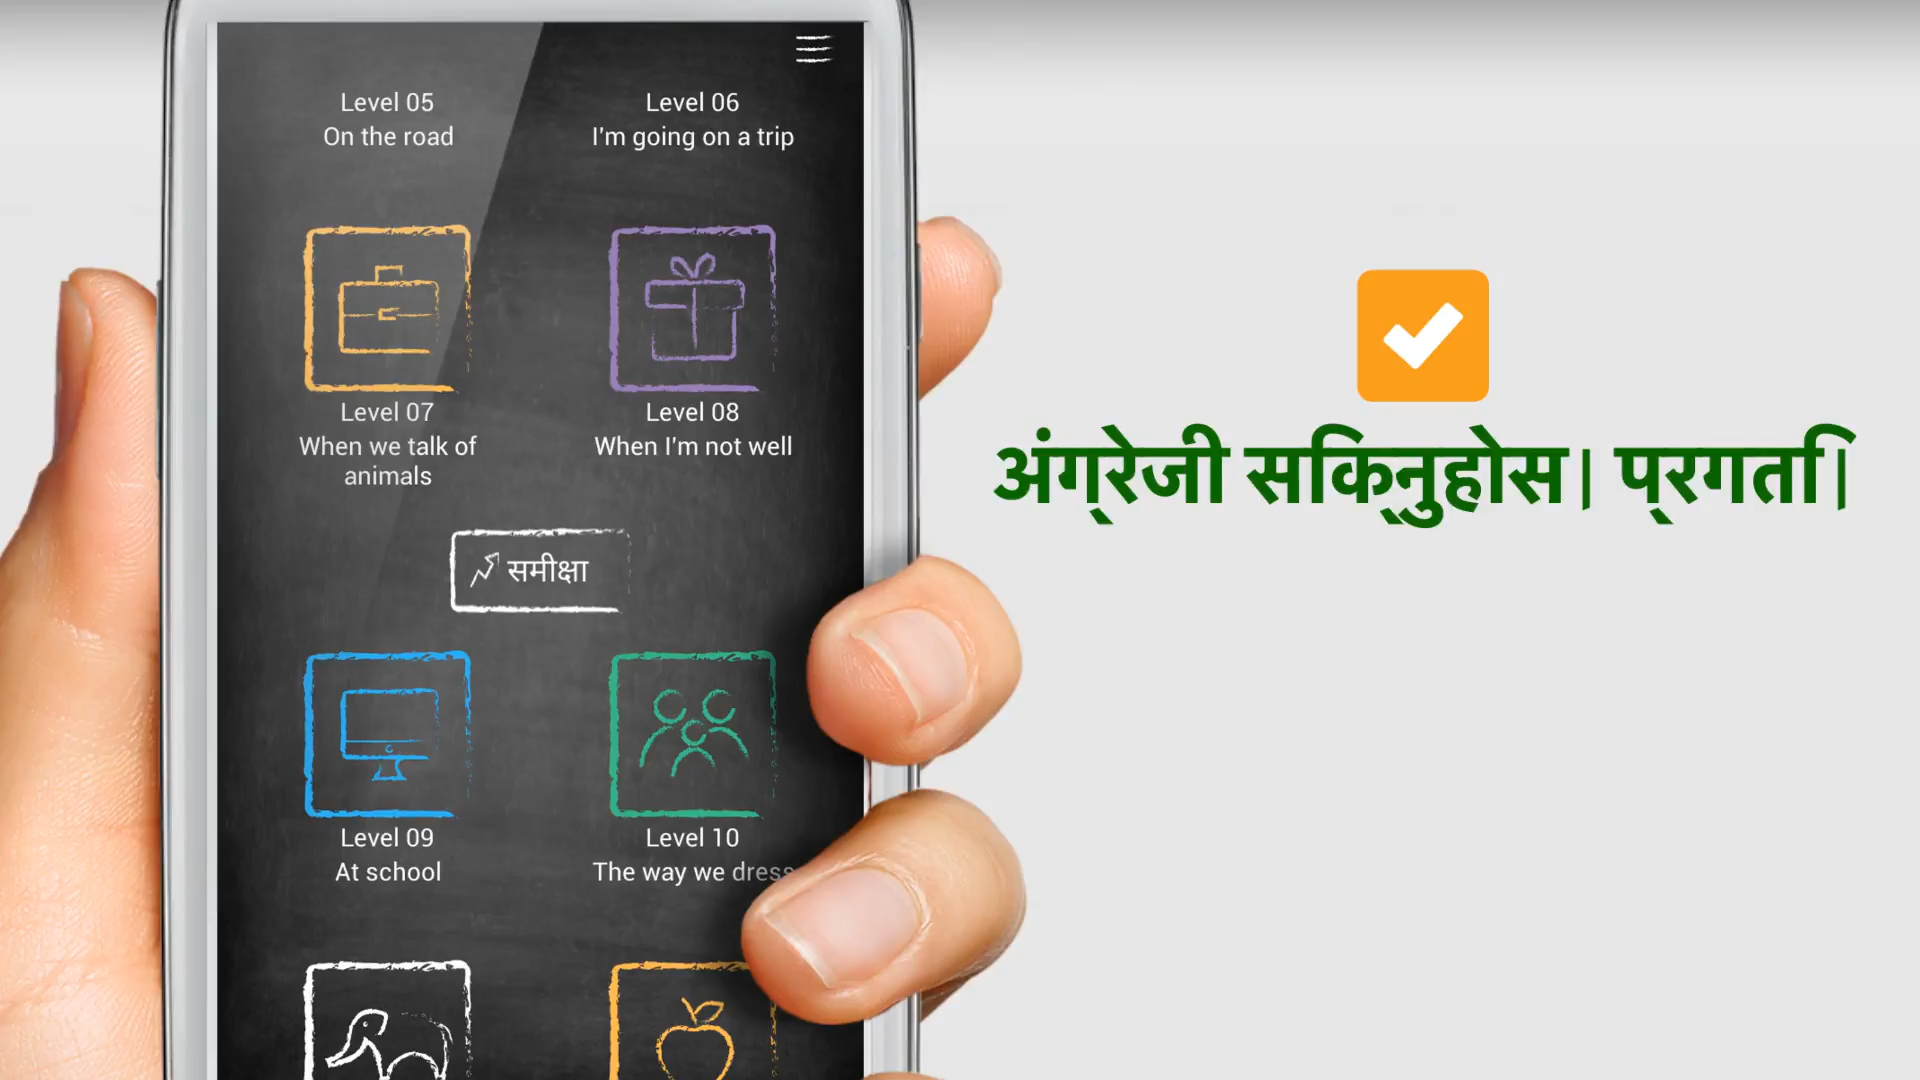 Level 05
On the road
Level 06
I'm going on a trip
Level 07
When we talk of
animals
Level 08
When I'm not well
समीक्षा
Level 09
At school
Level 10
The way we dress
अंग्रेजी सिक्नुहोस। प्रगति।